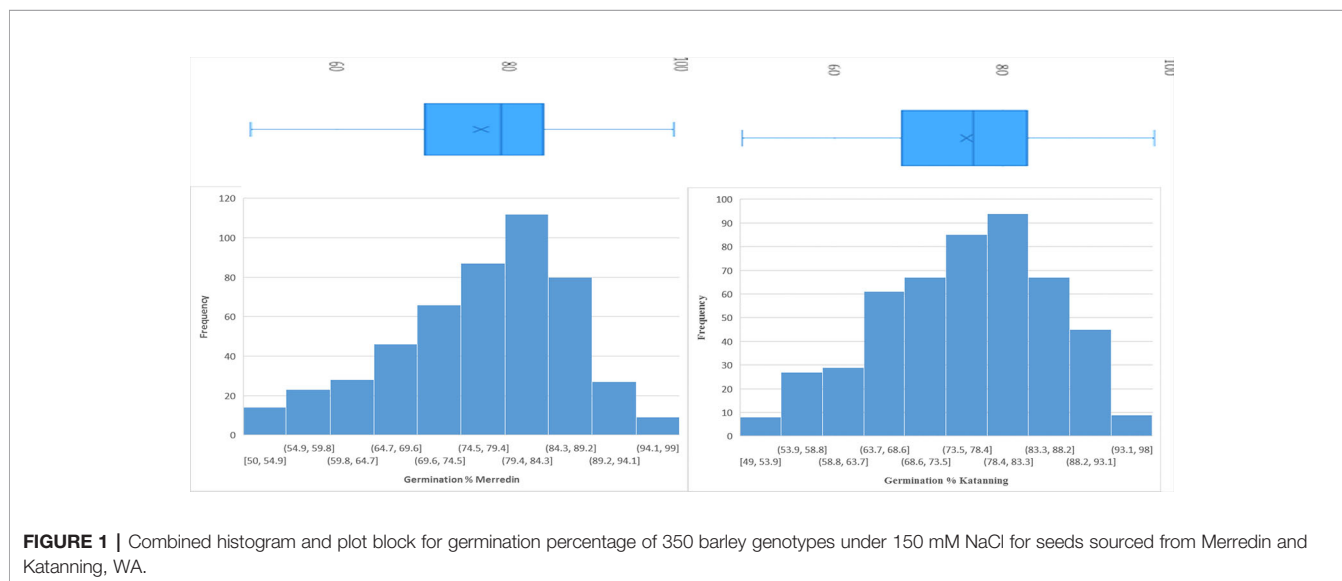 60 80 100
60 80 100
120
100
80
60
40
20
0
Frequency
(54.9, 59.8] (64.7, 69.6] (74.5, 79.4] (84.3, 89.2] (94.1, 99]
[50, 54.9] (59.8, 64.7] (69.6, 74.5] (79.4, 84.3] (89.2, 94.1]
Germination % Merredin
100
90
80
70
60
50
40
30
20
10
0
Frequency
(53.9, 58.8] (63.7, 68.6] (73.5, 78.4] (83.3, 88.2] (93.1, 98]
[49, 53.9] (58.8, 63.7] (68.6, 73.5] (78.4, 83.3] (88.2, 93.1]
Germination % Katanning
FIGURE 1 | Combined histogram and plot block for germination percentage of 350 barley genotypes under 150 mM NaCl for seeds sourced from Merredin and
Katanning, WA.